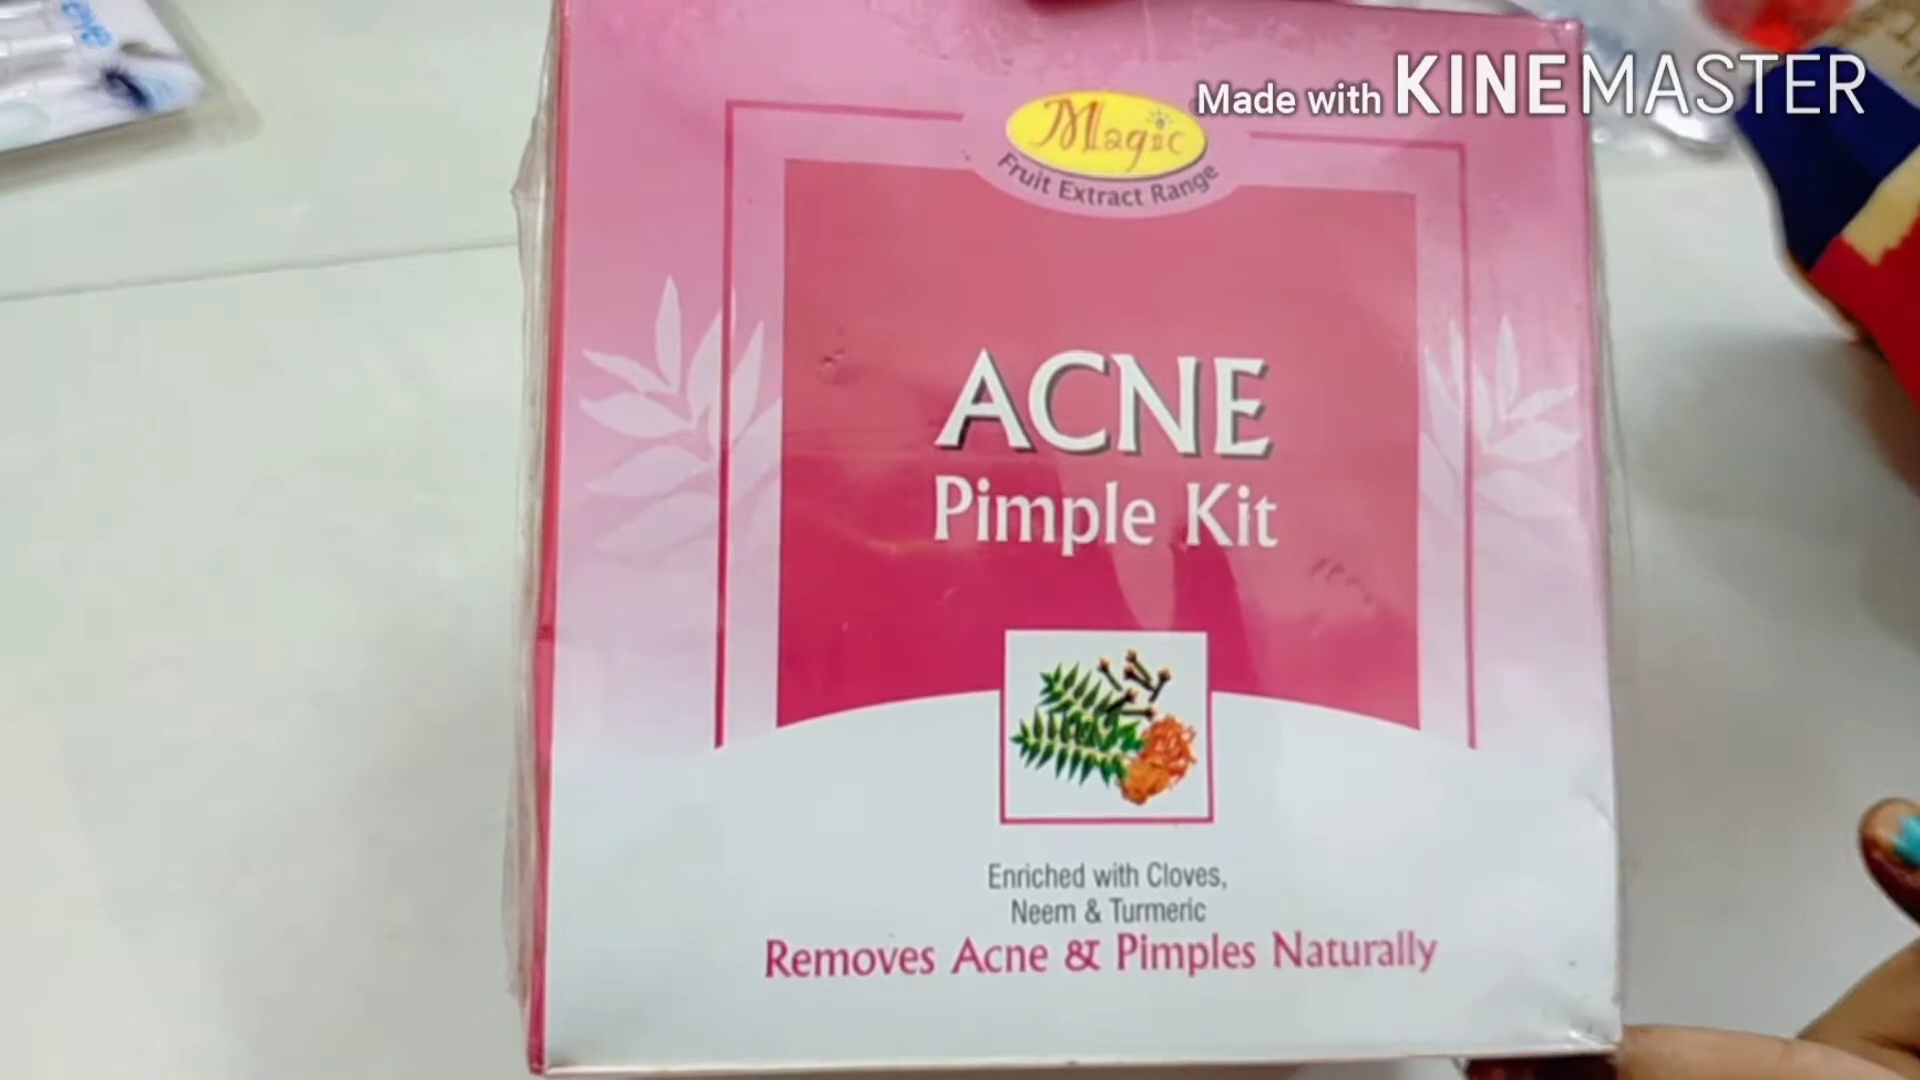 Made with KINEMASTER
Magic
Fruit Extract Range
ACNE
Pimple Kit
Enriched with Cloves,
Neem & Turmeric
Removes Acne & Pimples Naturally